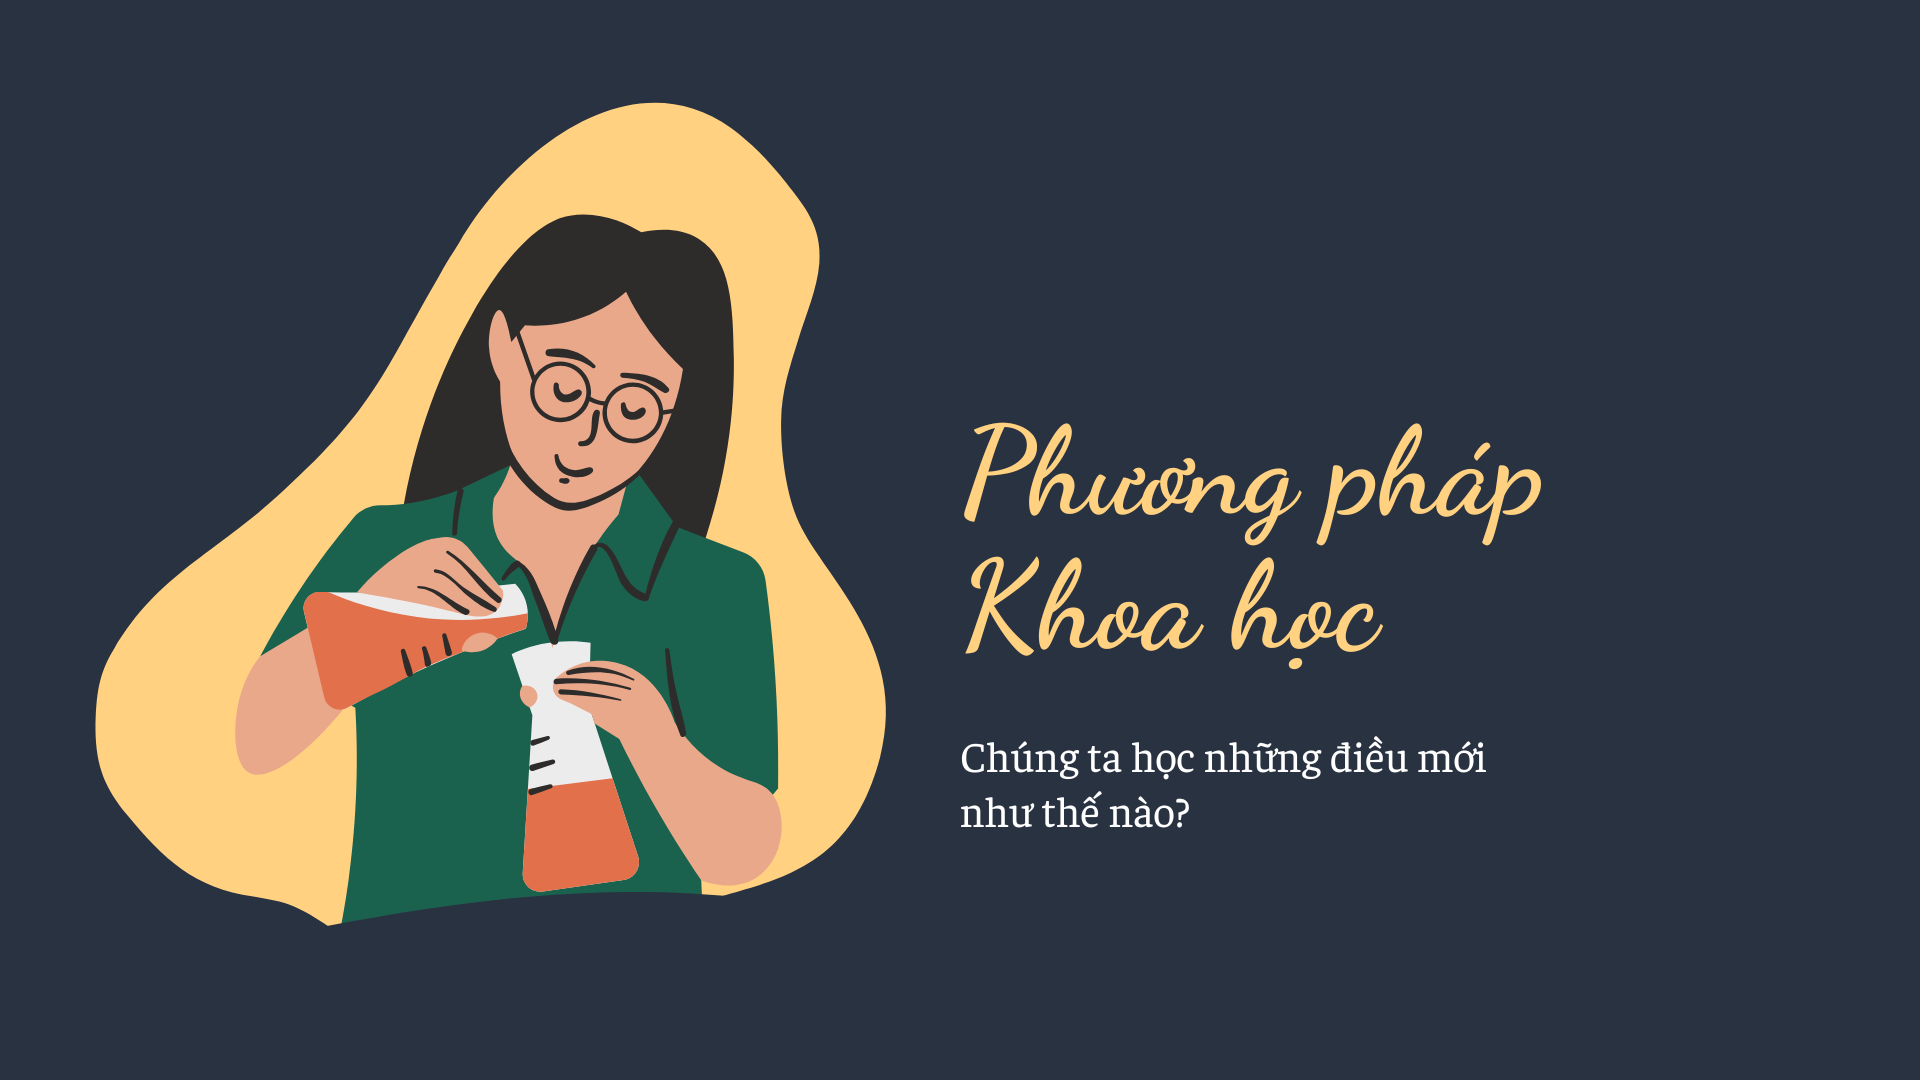 Phương pháp
Khoa học
Chúng ta học những điều mới
như thế nào?